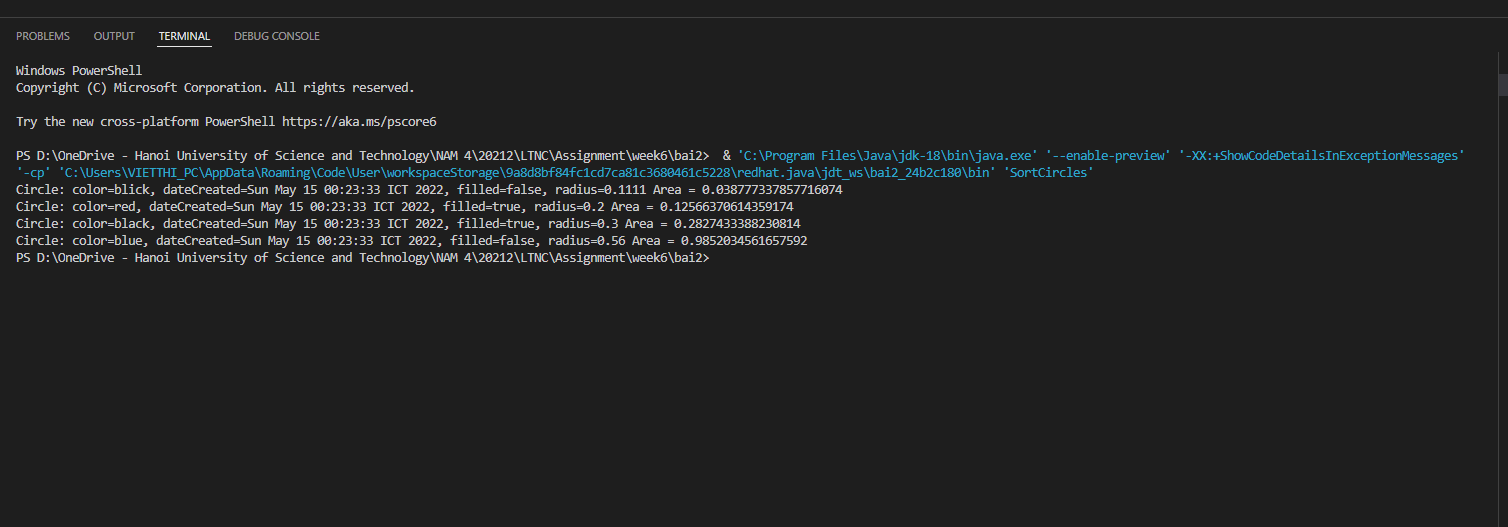 PROBLEMS OUTPUT TERMINAL DEBUG CONSOLE
Windows PowerShell
Copyright (C) Microsoft Corporation. All rights reserved.
Try the new cross-platform PowerShell https://aka.ms/pscore6
PS D:\OneDrive - Hanoi University of Science and Technology\NAM 4\20212\LTNC\Assignment\week6\bai2>  & 'C:\Program Files\Java\jdk-18\bin\java.exe' '--enable-preview' '-XX:+ShowCodeDetailsInExceptionMessages'
'-cp' 'C:\Users\VIETTHI_PC\AppData\Roaming\Code\User\workspaceStorage\9a8d8bf84fc1cd7ca81c3680461c5228\redhat.java\jdt_ws\bai2_24b2c180\bin' 'SortCircles'
Circle: color=blick, dateCreated=Sun May 15 00:23:33 ICT 2022, filled=false, radius=0.1111 Area = 0.038777337857716074
Circle: color=red, dateCreated=Sun May 15 00:23:33 ICT 2022, filled=true, radius=0.2 Area = 0.12566370614359174
Circle: color=black, dateCreated=Sun May 15 00:23:33 ICT 2022, filled=true, radius=0.3 Area = 0.2827433388230814
Circle: color=blue, dateCreated=Sun May 15 00:23:33 ICT 2022, filled=false, radius=0.56 Area = 0.9852034561657592
PS D:\OneDrive - Hanoi University of Science and Technology\NAM 4\20212\LTNC\Assignment\week6\bai2>